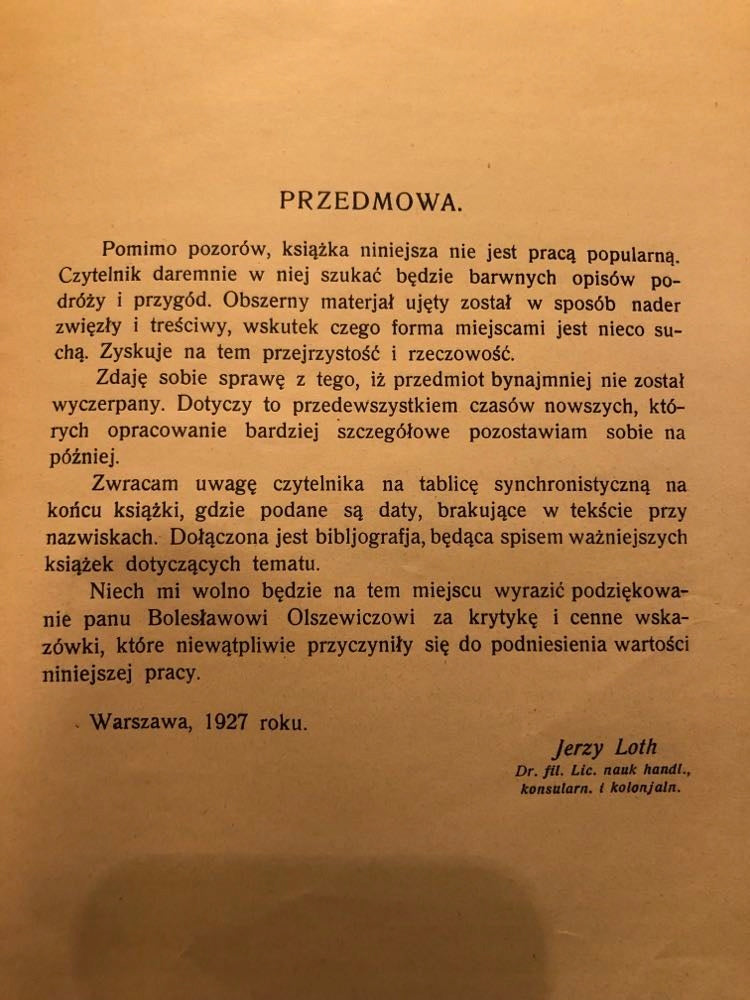 PRZEDMOWA.
Pomimo pozorów, książka niniejsza nie jest pracą popularną.
Czytelnik daremnie w niej szukać będzie barwnych opisów po-
dróży i przygód. Obszerny materjał ujęty został w sposób nader
zwięzły i treściwy, wskutek czego forma miejscami jest nieco su-
chą. Zyskuje na tem przejrzystość i rzeczowość.
Zdaję sobie sprawę z tego, iż przedmiot bynajmniej nie został
wyczerpany. Dotyczy to przedewszystkiem czasów nowszych, któ-
rych opracowanie bardziej szczegółowe pozostawiam sobie na
później.
Zwracam uwagę czytelnika na tablicę synchronistyczną na
końcu książki, gdzie podane są daty, brakujące w tekście przy
nazwiskach. Dołączona jest bibljografja, będąca spisem ważniejszych
książek dotyczących tematu.
Niech mi wolno będzie na tem miejscu wyrazić podziękowa-
nie panu Bolesławowi Olszewiczowi za krytykę i cenne wska-
zówki, które niewątpliwie przyczyniły się do podniesienia wartości
niniejszej pracy.
Warszawa, 1927 roku.
Jerzy Loth
Dr. fil. Lic. nauk handl.,
konsularn. i kolonjaln.